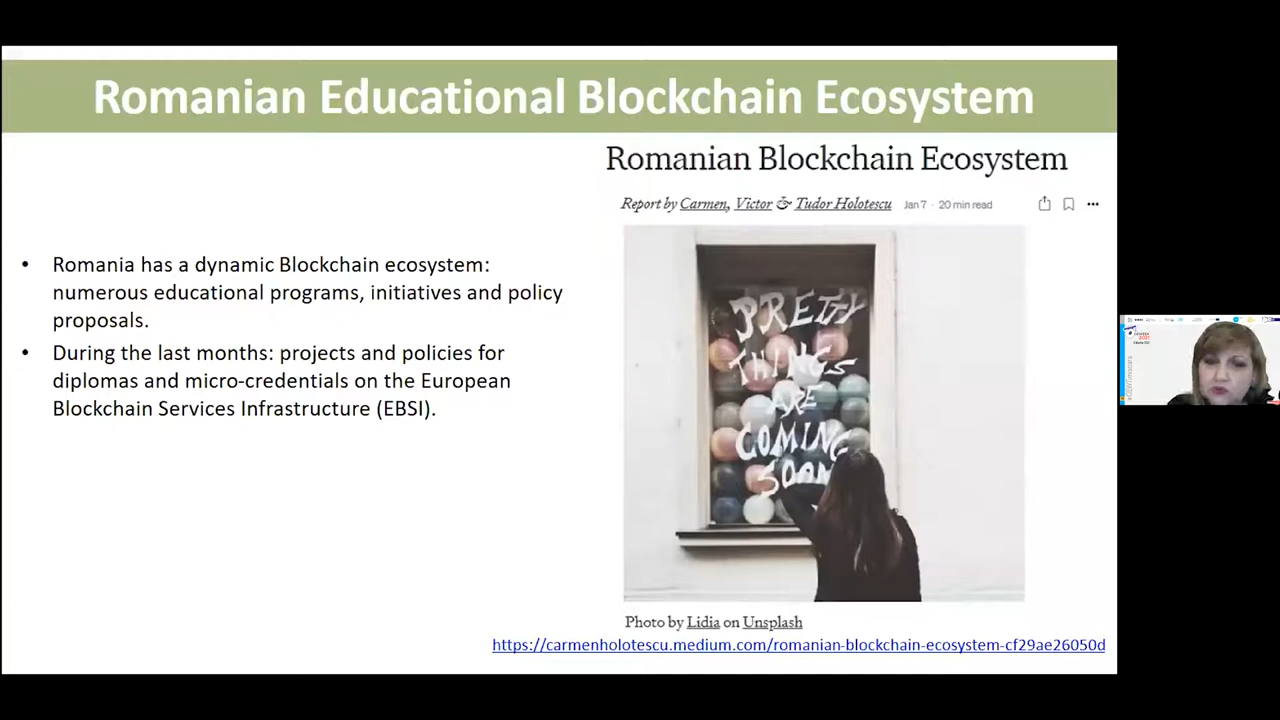 Romanian Educational Blockchain Ecosystem
Romanian Blockchain Ecosystem
Report by Carmen, Victor & Tudor Holotescu Jan 7 · 20 min read
• Romania has a dynamic Blockchain ecosystem:
numerous educational programs, initiatives and policy
proposals.
• During the last months: projects and policies for
diplomas and micro-credentials on the European
Blockchain Services Infrastructure (EBSI).
PRETTY
THINGS
ARE
COMING
SOON
Photo by Lidia on Unsplash
https://carmenholotescu.medium.com/romanian-blockchain-ecosystem-cf29ae26050d